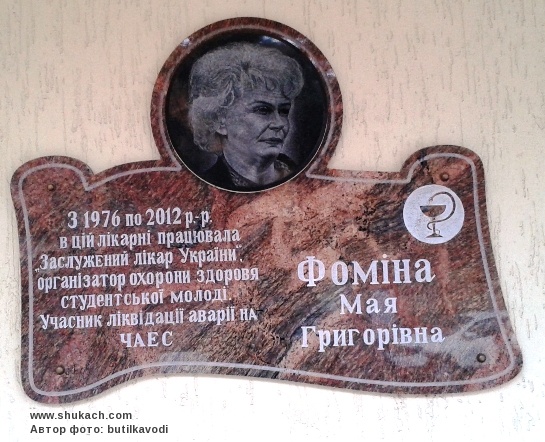 З 1976 по 2012 р.р.
в цій лікарні працювала
„Заслужений лікар України",
організатор охорони здоровя
студентської молоді.
Учасник ліквідації аварії на
ЧАЕС
Фоміна
Мая
Григорівна
www.shukach.com
Автор фото: butilkavodi